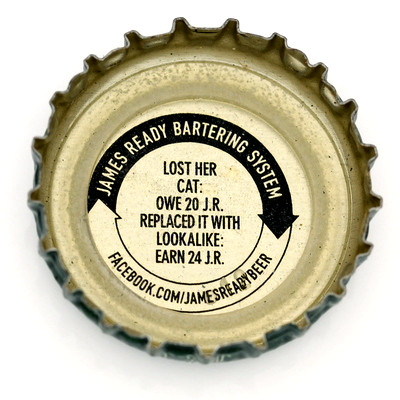 JAMES READY BARTERING SYSTEM
LOST HER
CAT:
OWE 20 J.R.
REPLACED IT WITH
LOOKALIKE:
EARN 24 J.R.
FACEBOOK.COM/JAMESREADYBEER